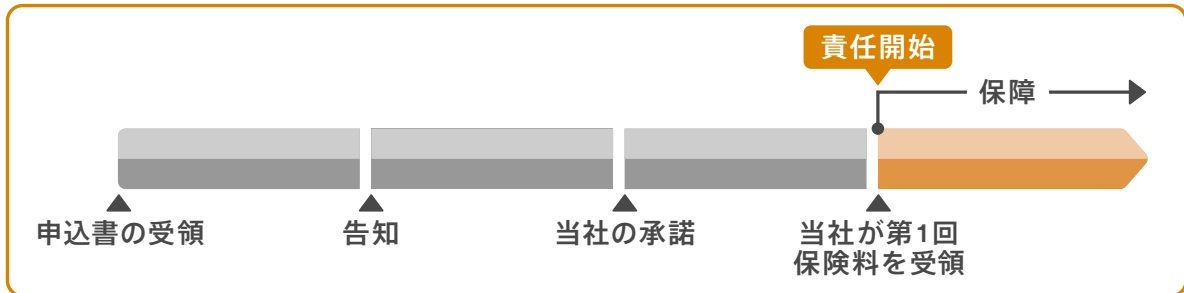 責任開始
保障
申込書の受領
告知
当社の承諾
当社が第1回
保険料を受領